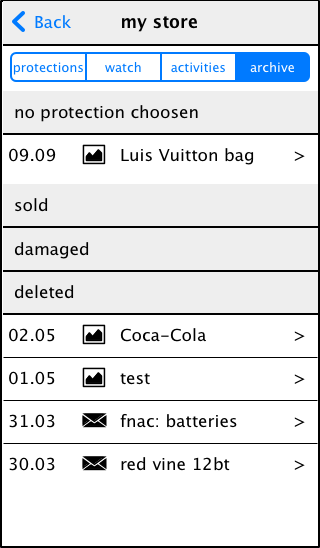 Back my store
protections watch activities archive
no protection choosen
09.09 Luis Vuitton bag >
sold
damaged
deleted
02.05 Coca-Cola >
01.05 test >
31.03 fnac: batteries >
30.03 red vine 12bt >